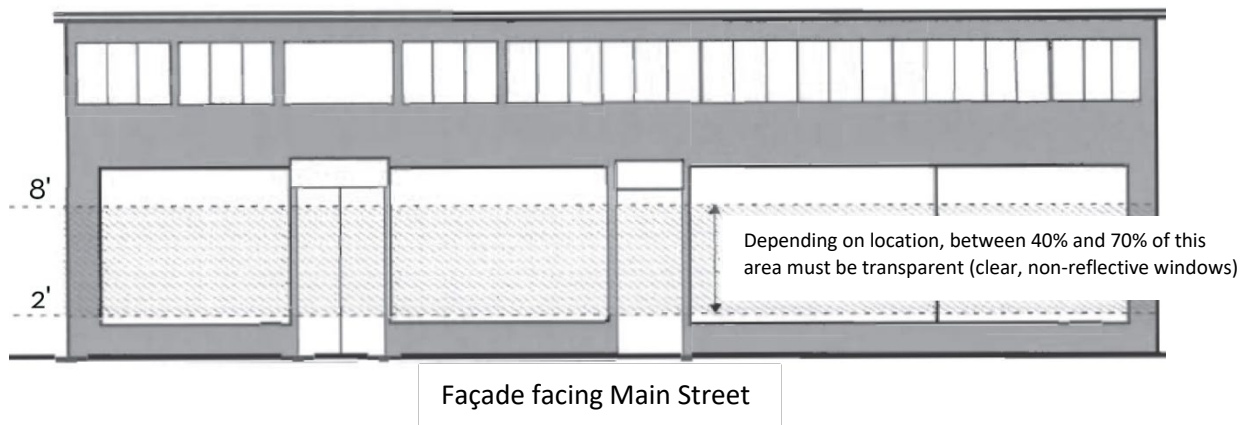 8'
Depending on location, between 40% and 70% of this
area must be transparent (clear, non-reflective windows)
2'
Façade facing Main Street